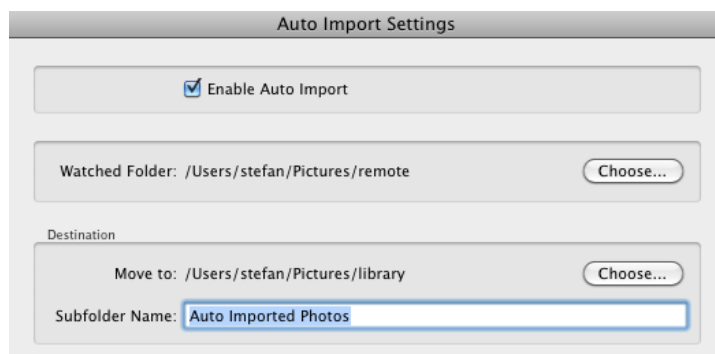 Auto Import Settings
Enable Auto Import
Watched Folder: /Users/stefan/Pictures/remote Choose...
Destination
Move to: /Users/stefan/Pictures/library Choose...
Subfolder Name: Auto Imported Photos